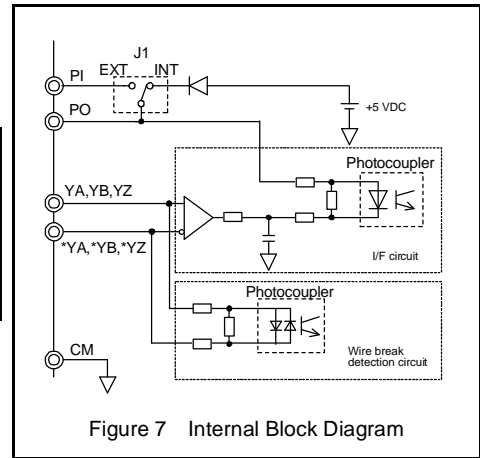 J1
EXT INT
PI
PO
+5 VDC
Photocoupler
YA,YB,YZ
*YA,*YB,*YZ
I/F circuit
Photocoupler
CM
Wire break
detection circuit
Figure 7 Internal Block Diagram